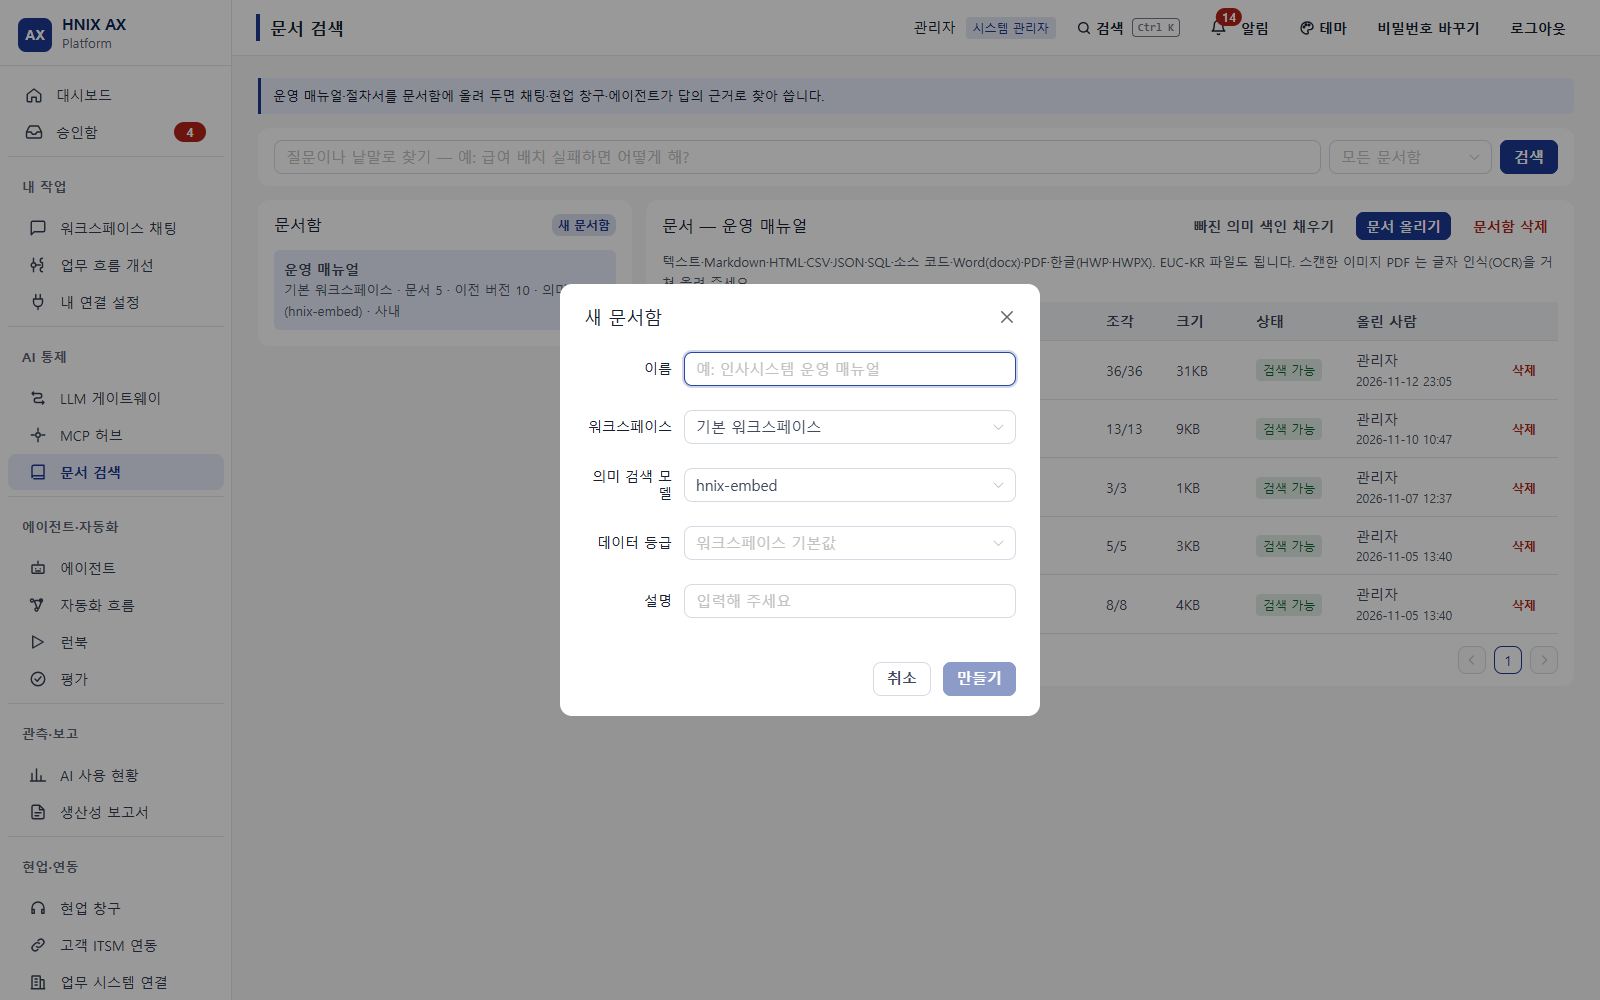 AX
HNIX AX
Platform
문서 검색
관리자
시스템 관리자
검색
Ctrl K
14
알림
테마
비밀번호 바꾸기
로그아웃
대시보드
승인함
4
내 작업
워크스페이스 채팅
업무 흐름 개선
내 연결 설정
AI 통제
LLM 게이트웨이
MCP 허브
문서 검색
에이전트·자동화
에이전트
자동화 흐름
런북
평가
관측·보고
AI 사용 현황
생산성 보고서
현업·연동
현업 창구
고객 ITSM 연동
업무 시스템 연결
운영 매뉴얼·절차서를 문서함에 올려 두면 채팅·현업 창구·에이전트가 답의 근거로 찾아 씁니다.
질문이나 낱말로 찾기 — 예: 급여 배치 실패하면 어떻게 해?
모든 문서함
검색
문서함
새 문서함
운영 매뉴얼
기본 워크스페이스 · 문서 5 · 이전 버전 10 · 의미
(hnix-embed) · 사내
문서 — 운영 매뉴얼
빠진 의미 색인 채우기
문서 올리기
문서함 삭제
텍스트·Markdown·HTML·CSV·JSON·SQL·소스 코드·Word(docx)·PDF·한글(HWP·HWPX). EUC-KR 파일도 됩니다. 스캔한 이미지 PDF 는 글자 인식(OCR)을 거
쳐 올려 주세요
조각
크기
상태
올린 사람
36/36
31KB
검색 가능
관리자
2026-11-12 23:05
삭제
13/13
9KB
검색 가능
관리자
2026-11-10 10:47
삭제
3/3
1KB
검색 가능
관리자
2026-11-07 12:37
삭제
5/5
3KB
검색 가능
관리자
2026-11-05 13:40
삭제
8/8
4KB
검색 가능
관리자
2026-11-05 13:40
삭제
1
새 문서함
이름
예: 인사시스템 운영 매뉴얼
워크스페이스
기본 워크스페이스
의미 검색 모
델
hnix-embed
데이터 등급
워크스페이스 기본값
설명
입력해 주세요
취소
만들기